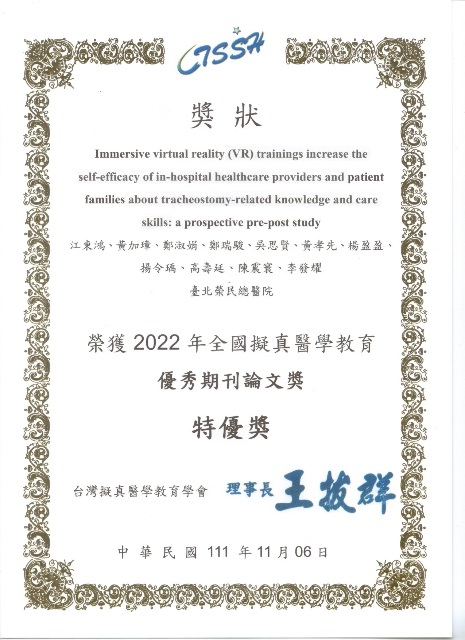 CTSSH
獎 狀
Immersive virtual reality (VR) trainings increase the
self-efficacy of in-hospital healthcare providers and patient
families about tracheostomy-related knowledge and care
skills: a prospective pre-post study
江東鴻、黃加璋、鄭淑娟、鄭瑞駿、吳思賢、黃孝先、楊盈盈、
楊令瑀、高壽延、陳震寰、李發耀
臺北榮民總醫院
榮獲 2022 年全國擬真醫學教育
優秀期刊論文獎
特優獎
台灣擬真醫學教育學會 理事長 王拔群
中 華 民 國 111 年 11 月 06 日